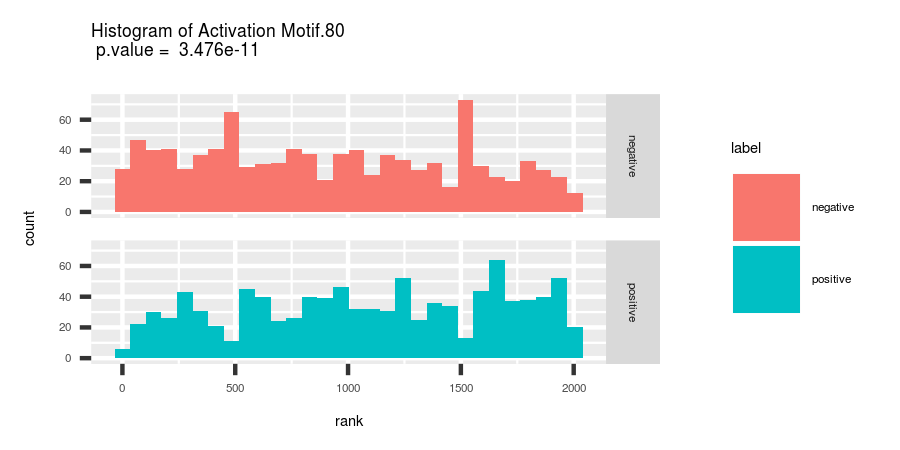 Histogram of Activation Motif.80
p.value = 3.476e-11
count
60
40
20
0
negative
60
40
20
0
positive
0 500 1000 1500 2000
rank
label
negative
positive